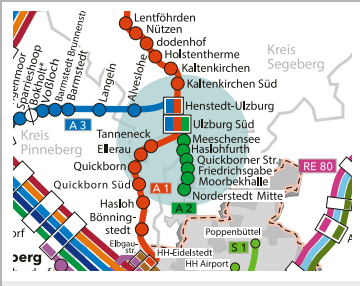 Lentföhrden
Nützen
dodenhof
Holstentherme
Kaltenkirchen
Kaltenkirchen Süd
Kreis
Segeberg
Sparrieshoop
Bokholt*
Voßloch
Barmstedt Brunnenstr
Barmstedt
Langeln
Alveslohe
Henstedt-Ulzburg
A 3
Ulzburg Süd
Kreis
Pinneberg
Tanneneck
Meeschensee
Ellerau
Haslohfurth
Quickborner Str.
Quickborn
Friedrichsgabe
RE 80
Quickborn Süd
A 1
Moorbekhalle
Norderstedt Mitte
Hasloh
A 2
Bönning-
stedt
Poppenbüttel
Elbgau-
str.
S 1
HH-Eidelstedt
HH Airport